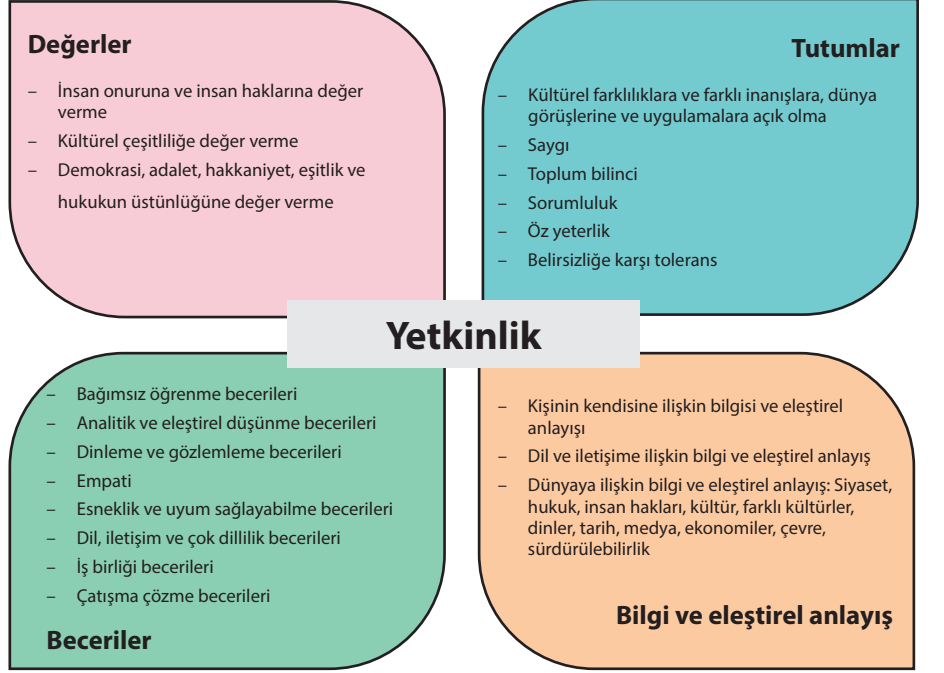 Değerler
– İnsan onuruna ve insan haklarına değer
verme
– Kültürel çeşitliliğe değer verme
– Demokrasi, adalet, hakkaniyet, eşitlik ve
hukukun üstünlüğüne değer verme
Tutumlar
– Kültürel farklılıklara ve farklı inanışlara, dünya
görüşlerine ve uygulamalara açık olma
– Saygı
– Toplum bilinci
– Sorumluluk
– Öz yeterlik
– Belirsizliğe karşı tolerans
Yetkinlik
– Bağımsız öğrenme becerileri
– Analitik ve eleştirel düşünme becerileri
– Dinleme ve gözlemleme becerileri
– Empati
– Esneklik ve uyum sağlayabilme becerileri
– Dil, iletişim ve çok dillilik becerileri
– İş birliği becerileri
– Çatışma çözme becerileri
Beceriler
– Kişinin kendisine ilişkin bilgisi ve eleştirel
anlayışı
– Dil ve iletişime ilişkin bilgi ve eleştirel anlayış
– Dünyaya ilişkin bilgi ve eleştirel anlayış: Siyaset,
hukuk, insan hakları, kültür, farklı kültürler,
dinler, tarih, medya, ekonomiler, çevre,
sürdürülebilirlik
Bilgi ve eleştirel anlayış